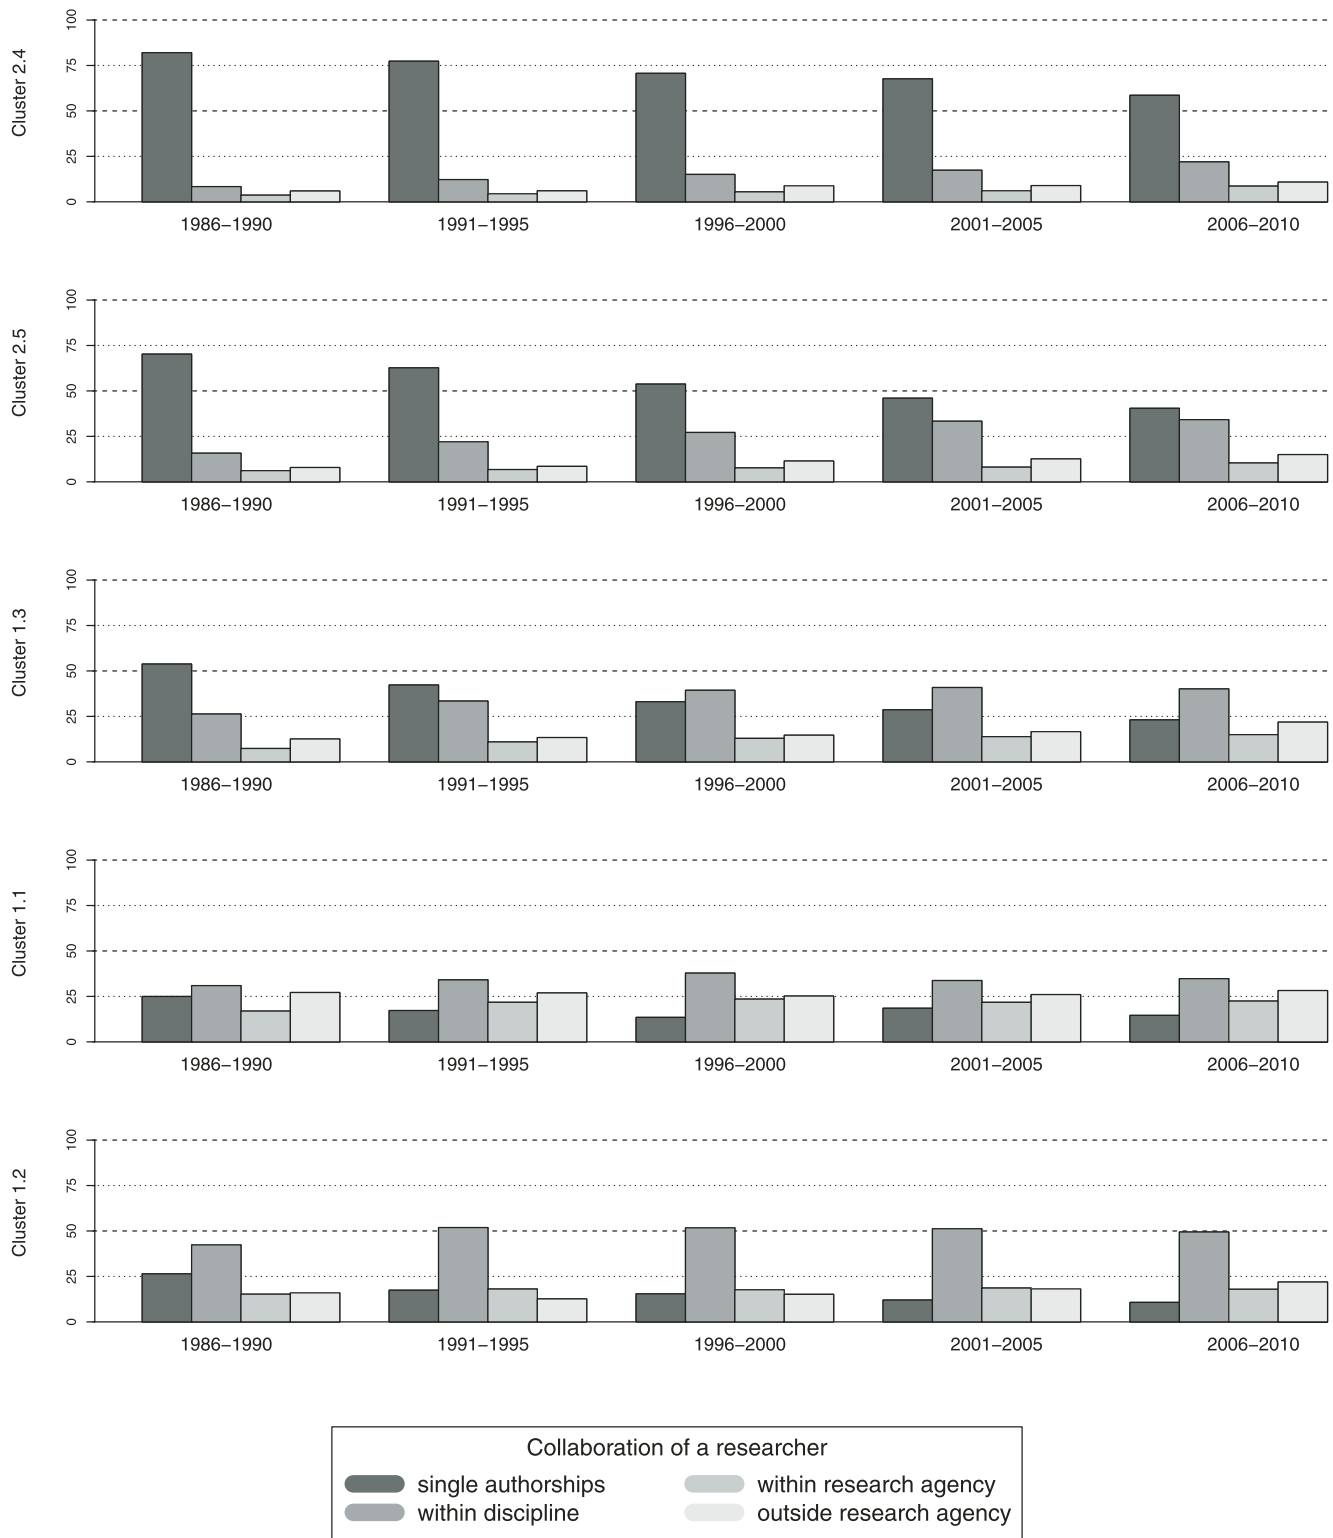 Cluster 2.4
100
75
50
25
0
1986–1990 1991–1995 1996–2000 2001–2005 2006–2010
Cluster 2.5
100
75
50
25
0
1986–1990 1991–1995 1996–2000 2001–2005 2006–2010
Cluster 1.3
100
75
50
25
0
1986–1990 1991–1995 1996–2000 2001–2005 2006–2010
Cluster 1.1
100
75
50
25
0
1986–1990 1991–1995 1996–2000 2001–2005 2006–2010
Cluster 1.2
100
75
50
25
0
1986–1990 1991–1995 1996–2000 2001–2005 2006–2010
Collaboration of a researcher
single authorships within research agency
within discipline outside research agency